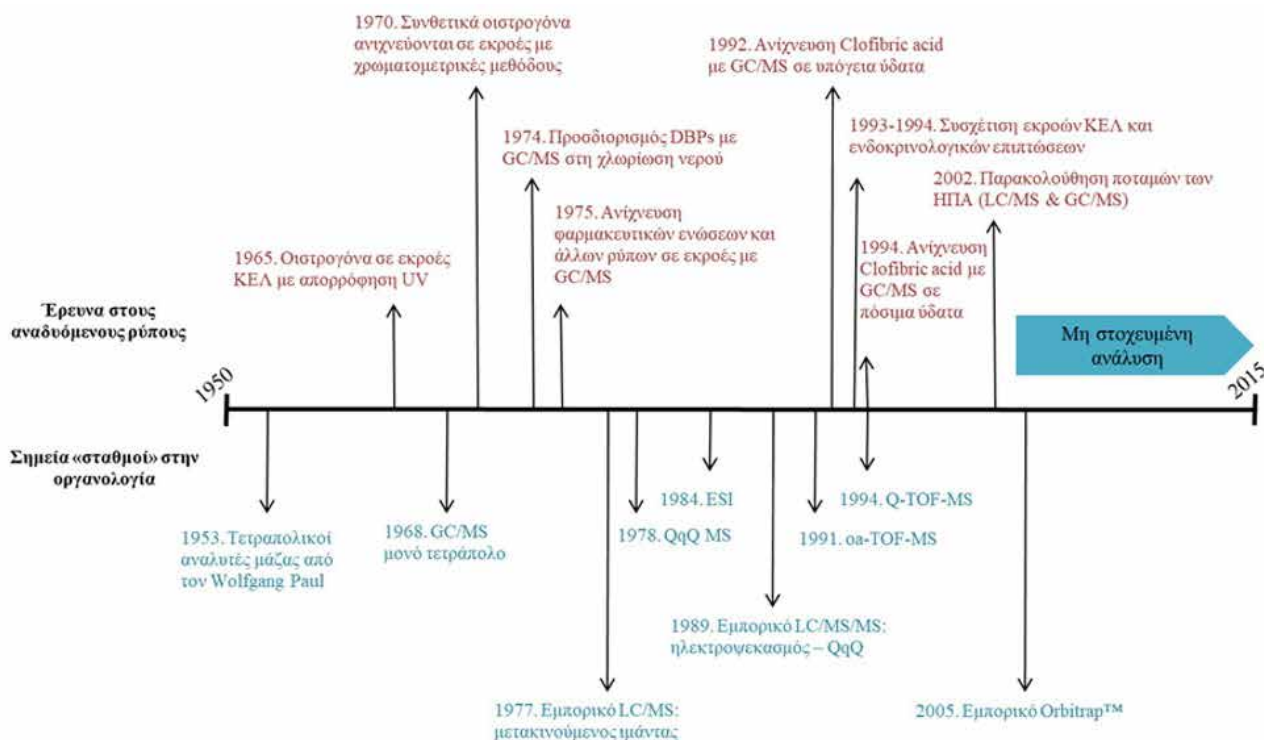 1970. Συνθετικά οιστρογόνα
ανιχνεύονται σε εκροές με
χρωματομετρικές μεθόδους
1992. Ανίχνευση Clofibric acid
με GC/MS σε υπόγεια ύδατα
1974. Προσδιορισμός DBPs με
GC/MS στη χλωρίωση νερού
1993-1994. Συσχέτιση εκροών ΚΕΛ και
ενδοκρινολογικών επιπτώσεων
2002. Παρακολούθηση ποταμών των
ΗΠΑ (LC/MS & GC/MS)
1975. Ανίχνευση
φαρμακευτικών ενώσεων και
άλλων ρύπων σε εκροές με
GC/MS
1965. Οιστρογόνα σε εκροές
ΚΕΛ με απορρόφηση UV
1994. Ανίχνευση
Clofibric acid με
GC/MS σε
πόσιμα ύδατα
Έρευνα στους
αναδυόμενους ρύπους
Μη στοχευμένη
ανάλυση
1950
2015
Σημεία «σταθμοί» στην
οργανολογία
1953. Τετραπολικοί
αναλυτές μάζας από
τον Wolfgang Paul
1968. GC/MS
μονό τετράπολο
1984. ESI
1978. QqQ MS
1994. Q-TOF-MS
1991. oa-TOF-MS
1989. Εμπορικό LC/MS/MS:
ηλεκτροψεκασμός – QqQ
1977. Εμπορικό LC/MS:
μετακινούμενος ιμάντας
2005. Εμπορικό Orbitrap™